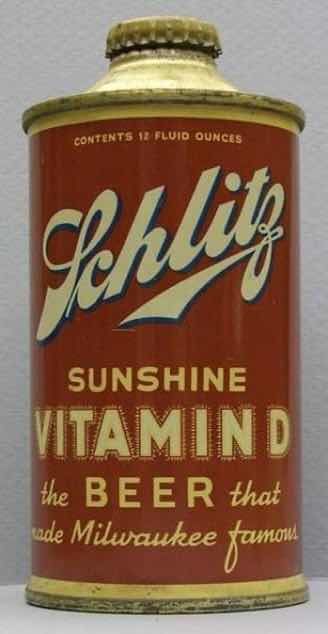 CONTENTS 12 FLUID OUNCES
Schlitz
SUNSHINE
VITAMIN D
the BEER that
made Milwaukee famous